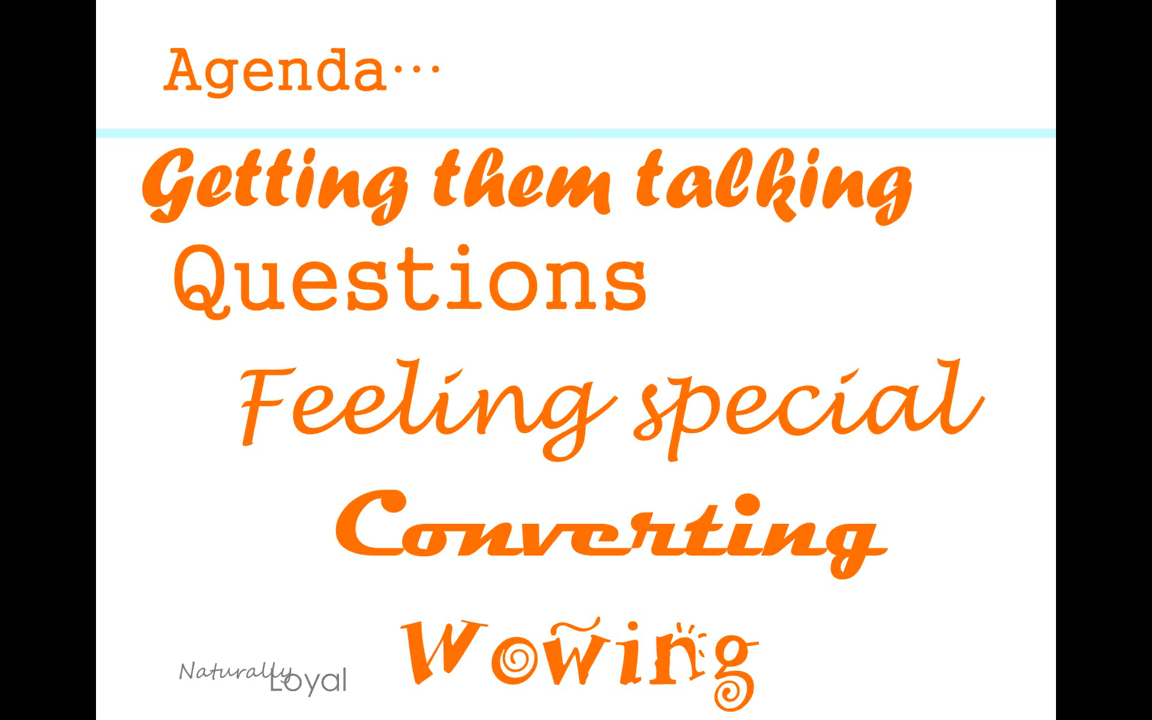 Agenda…
Getting them talking
Questions
Feeling special
Converting
Wowing
Naturally Loyal